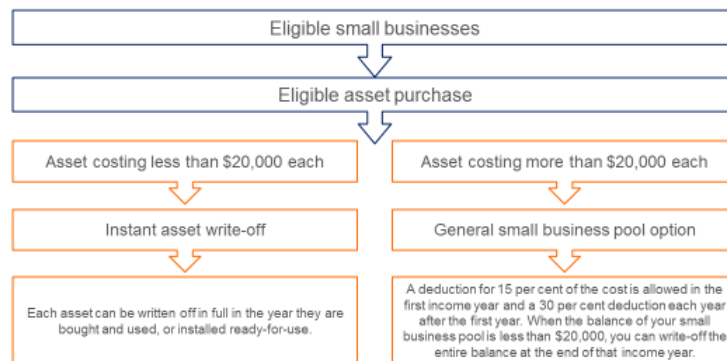 Eligible small businesses
Eligible asset purchase
Asset costing less than $20,000 each
Asset costing more than $20,000 each
Instant asset write-off
General small business pool option
Each asset can be written off in full in the year they are
bought and used, or installed ready-for-use.
A deduction for 15 per cent of the cost is allowed in the
first income year and a 30 per cent deduction each year
after the first year. When the balance of your small
business pool is less than $20,000, you can write-off the
entire balance at the end of that income year.